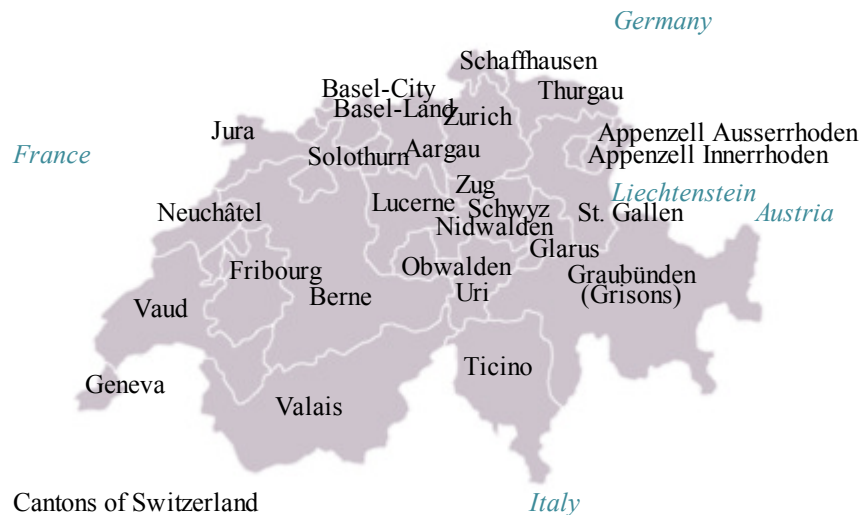 Germany
Schaffhausen
Basel-City
Thurgau
Basel-Land
Zurich
Jura
Appenzell Ausserrhoden
France
Solothurn
Aargau
Appenzell Innerrhoden
Zug
Liechtenstein
Lucerne
Schwyz
St. Gallen
Austria
Neuchâtel
Nidwalden
Glarus
Fribourg
Obwalden
Graubünden
(Grisons)
Berne
Uri
Vaud
Ticino
Geneva
Valais
Cantons of Switzerland
Italy